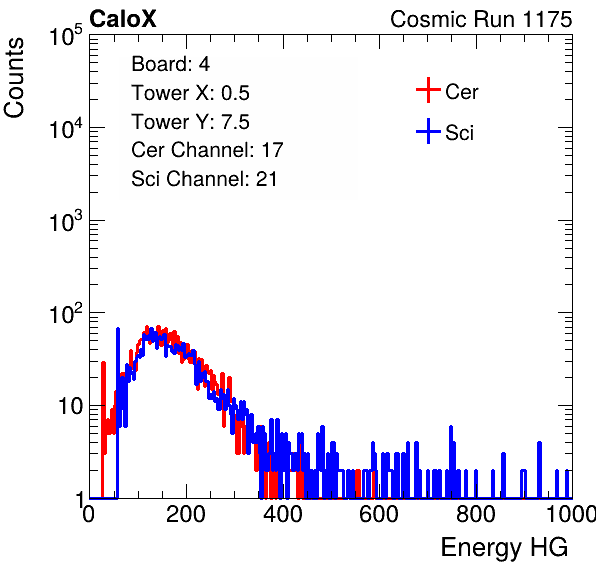 CaloX Cosmic Run 1175
Counts
10^5
10^4
10^3
10^2
10
1
Board: 4
Tower X: 0.5
Tower Y: 7.5
Cer Channel: 17
Sci Channel: 21
Cer
Sci
0 200 400 600 800 1000
Energy HG